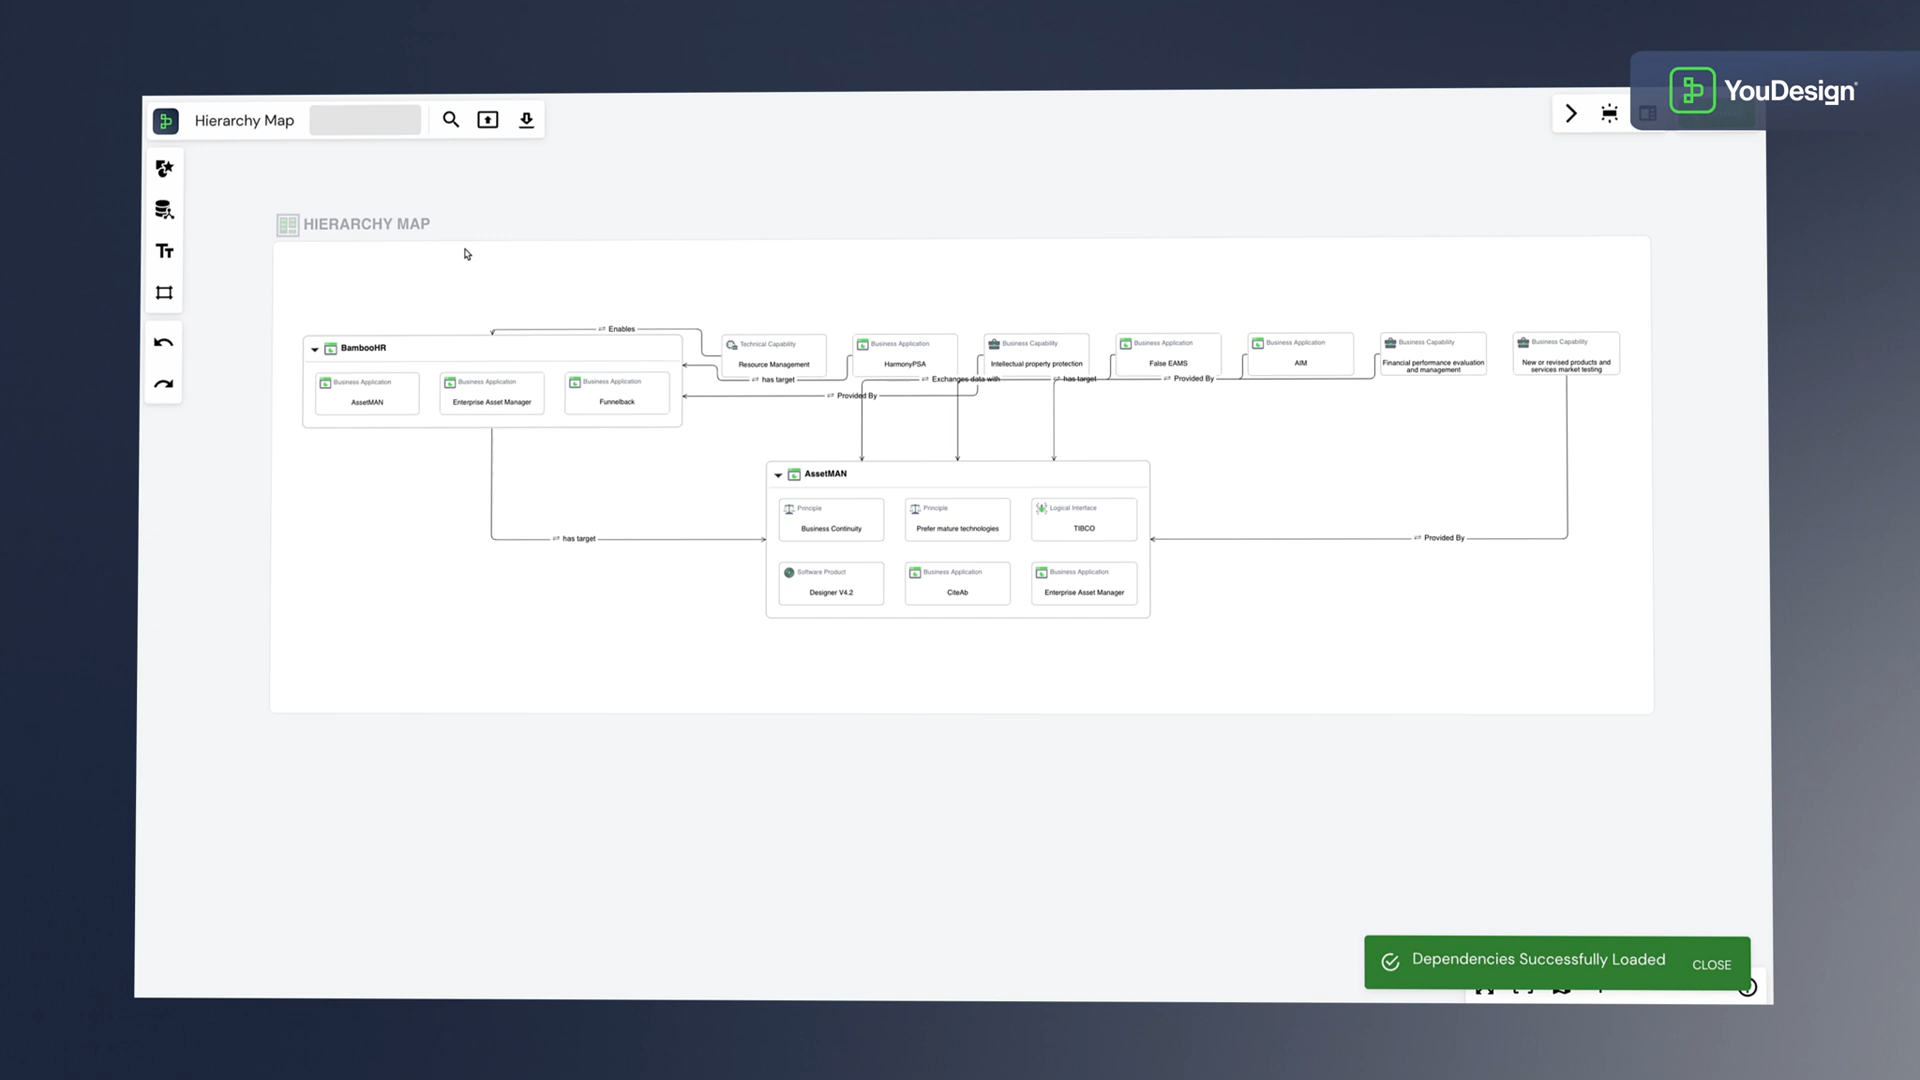 YouDesign
Hierarchy Map
HIERARCHY MAP
Enables
BambooHR
Business Application
AssetMAN
Business Application
Enterprise Asset Manager
Business Application
Funnelback
Technical Capability
Resource Management
Business Application
HarmonyPSA
Business Capability
Intellectual property protection
Business Application
False EAMS
Business Application
AIM
Business Capability
Financial performance evaluation
and management
Business Capability
New or revised products and
services market testing
has target
Exchanges data with
has target
Provided By
Provided By
AssetMAN
Principle
Business Continuity
Principle
Prefer mature technologies
Logical Interface
TIBCO
Software Product
Designer V4.2
Business Application
CiteAb
Business Application
Enterprise Asset Manager
has target
Provided By
Dependencies Successfully Loaded
CLOSE